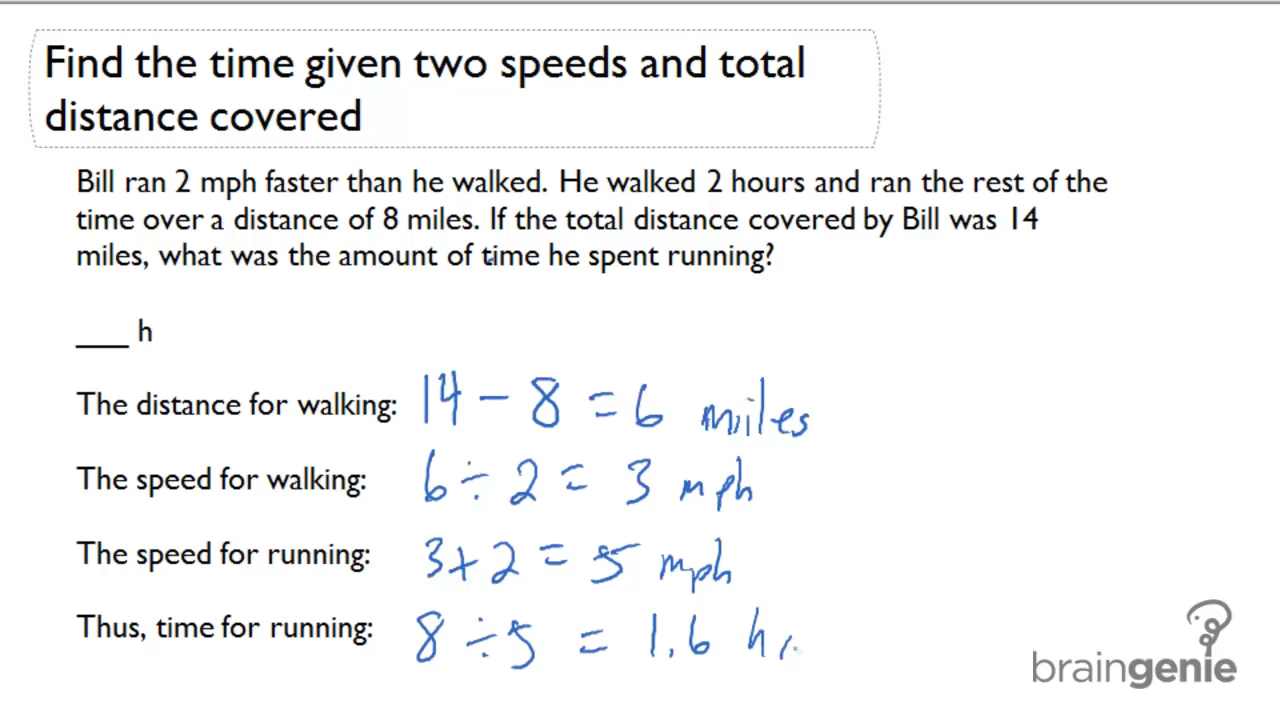 Find the time given two speeds and total
distance covered
Bill ran 2 mph faster than he walked. He walked 2 hours and ran the rest of the
time over a distance of 8 miles. If the total distance covered by Bill was 14
miles, what was the amount of time he spent running?
___ h
The distance for walking: 14 - 8 = 6 miles
The speed for walking: 6 ÷ 2 = 3 mph
The speed for running: 3 + 2 = 5 mph
Thus, time for running: 8 ÷ 5 = 1.6 hr
braingenie